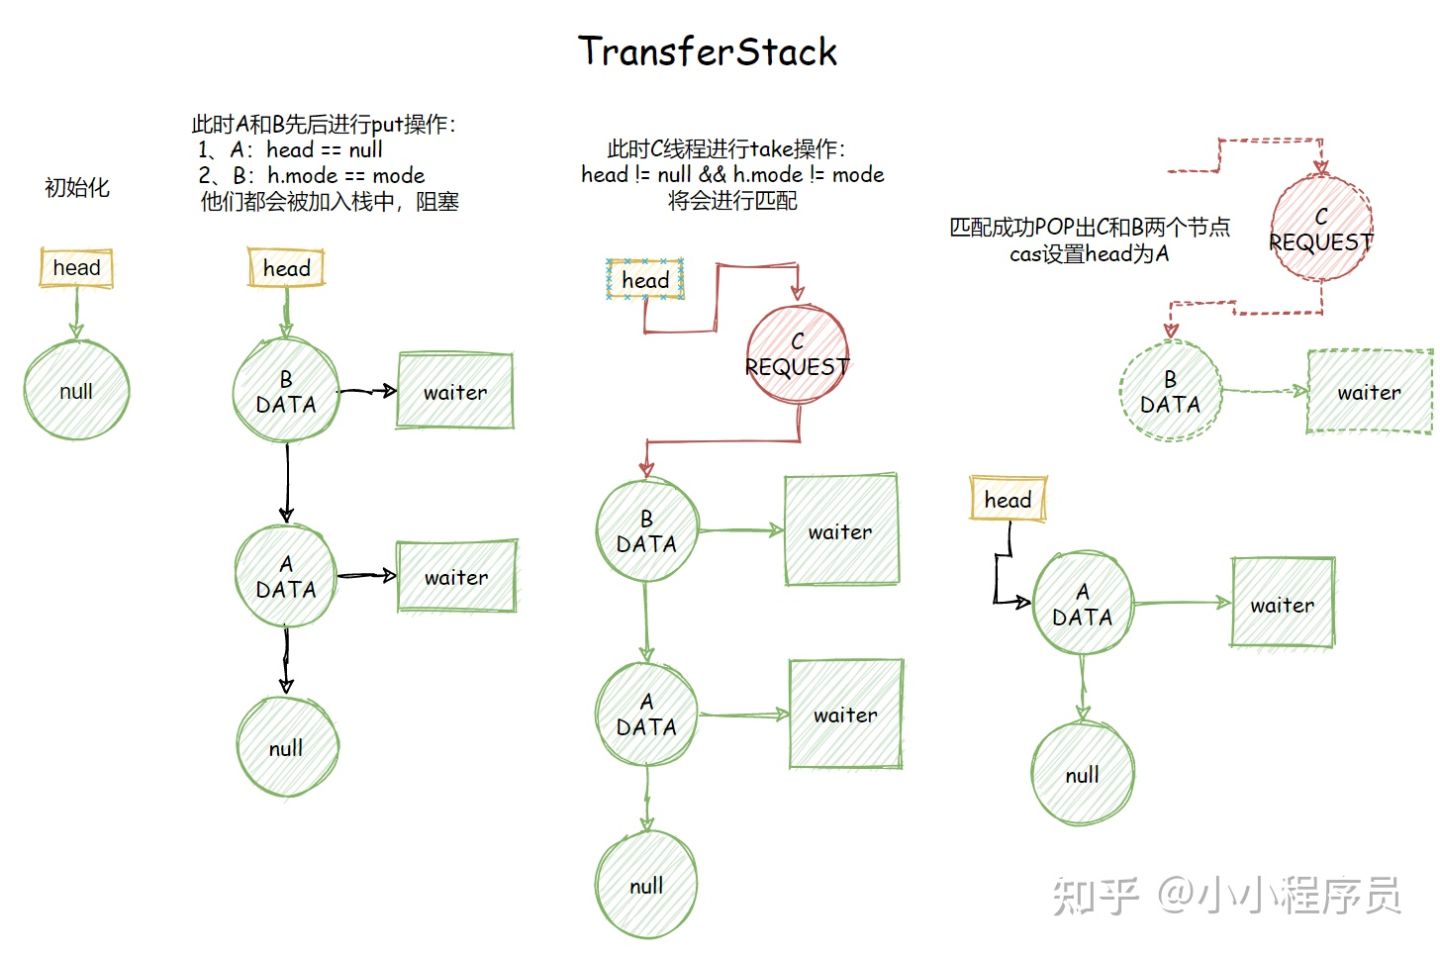 TransferStack
初始化
head
null
此时A和B先后进行put操作：
1、A：head == null
2、B：h.mode == mode
他们都会被加入栈中，阻塞
head
B
DATA
waiter
A
DATA
waiter
null
此时C线程进行take操作：
head != null && h.mode != mode
将会进行匹配
head
C
REQUEST
B
DATA
waiter
A
DATA
waiter
null
匹配成功POP出C和B两个节点
cas设置head为A
C
REQUEST
B
DATA
waiter
head
A
DATA
waiter
null
知乎 @小小程序员